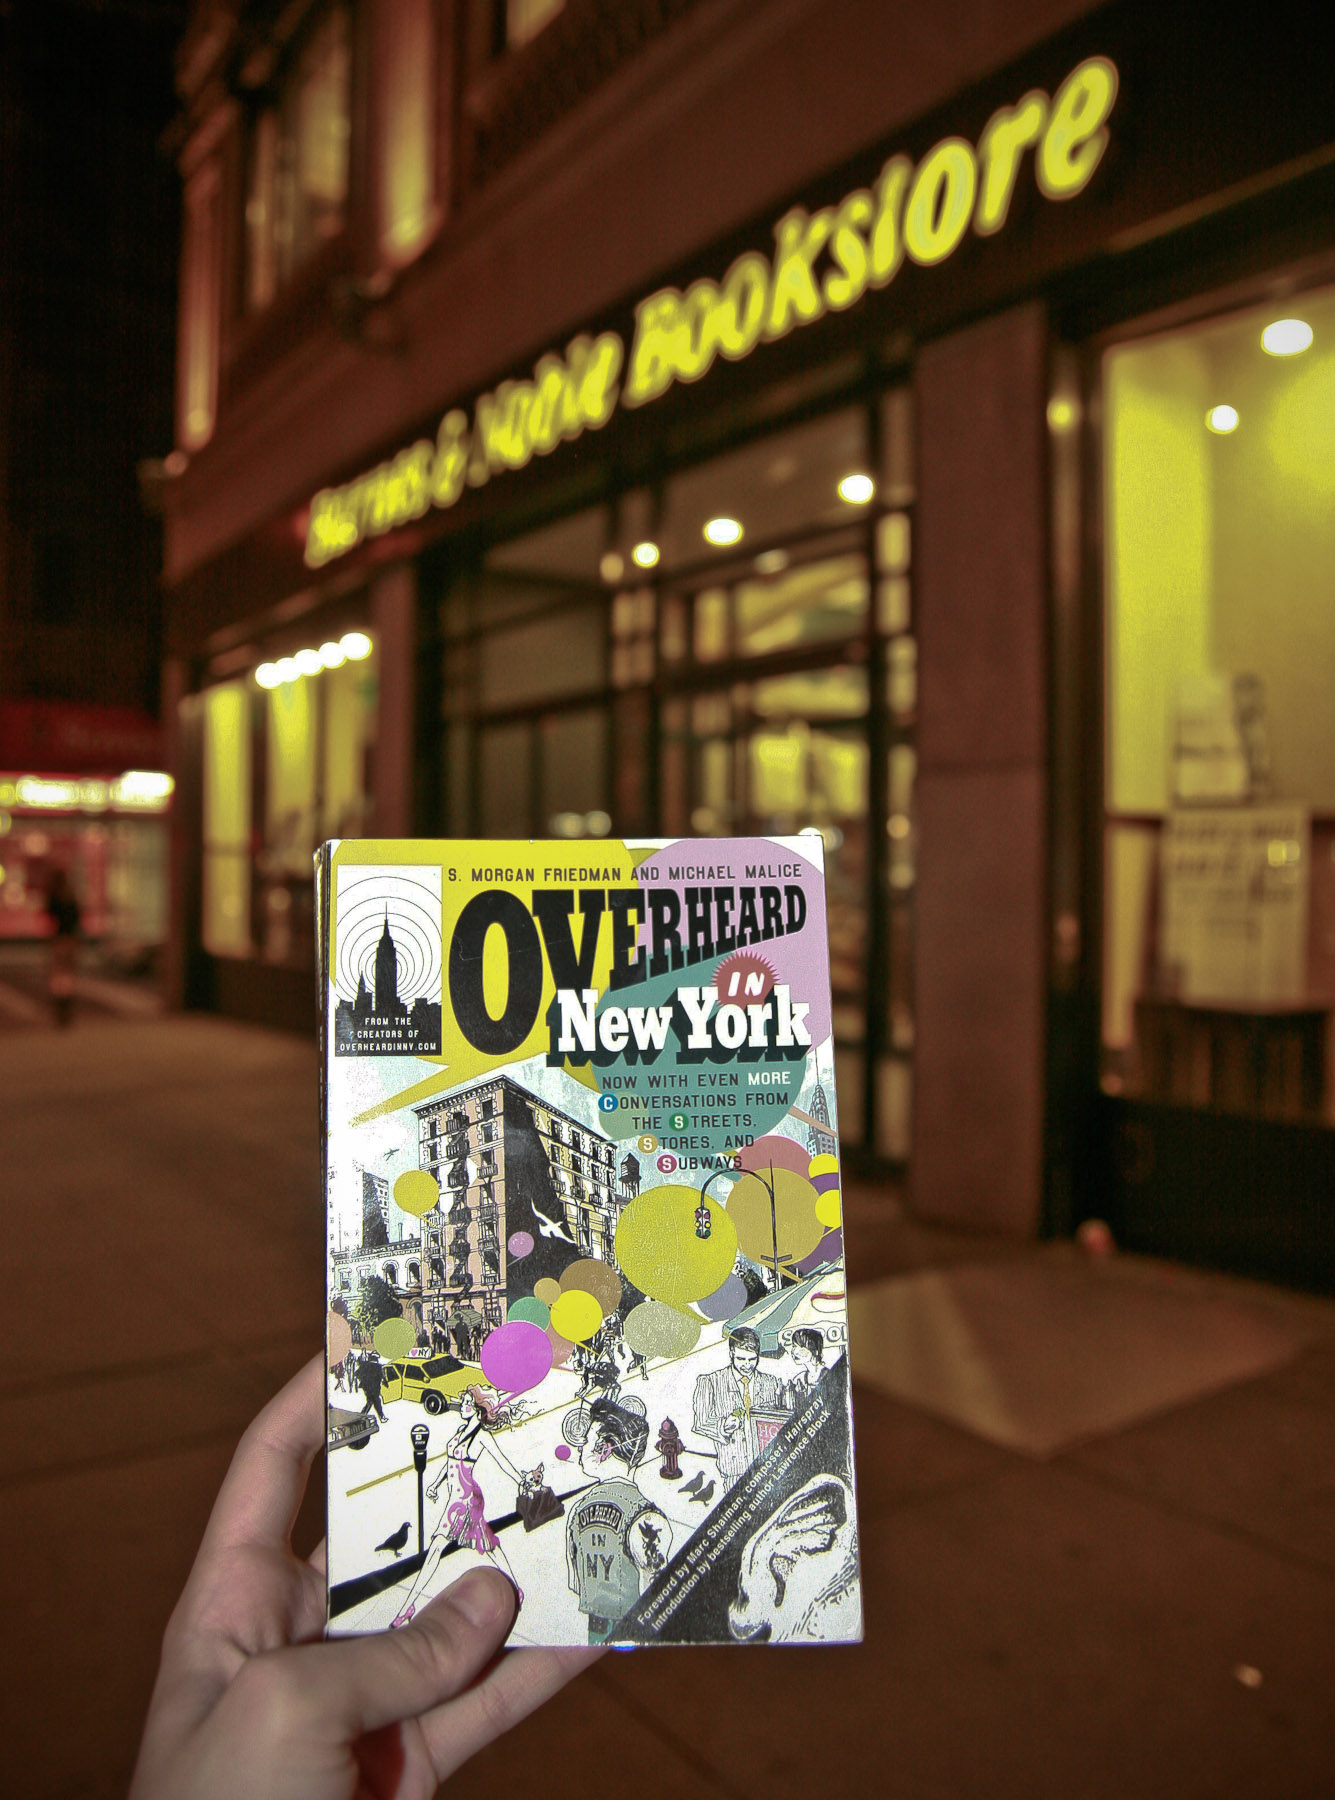 Barnes & Noble Bookstore
S. MORGAN FRIEDMAN AND MICHAEL MALICE
OVERHEARD
IN
New York
FROM THE
CREATORS OF
OVERHEARDINNY.COM
NOW WITH EVEN MORE
CONVERSATIONS FROM
THE STREETS,
STORES, AND
SUBWAYS
I ♥ NY
OVERHEARD
IN
NY
Foreword by Marc Shaiman, composer, Hairspray
Introduction by bestselling author Lawrence Block